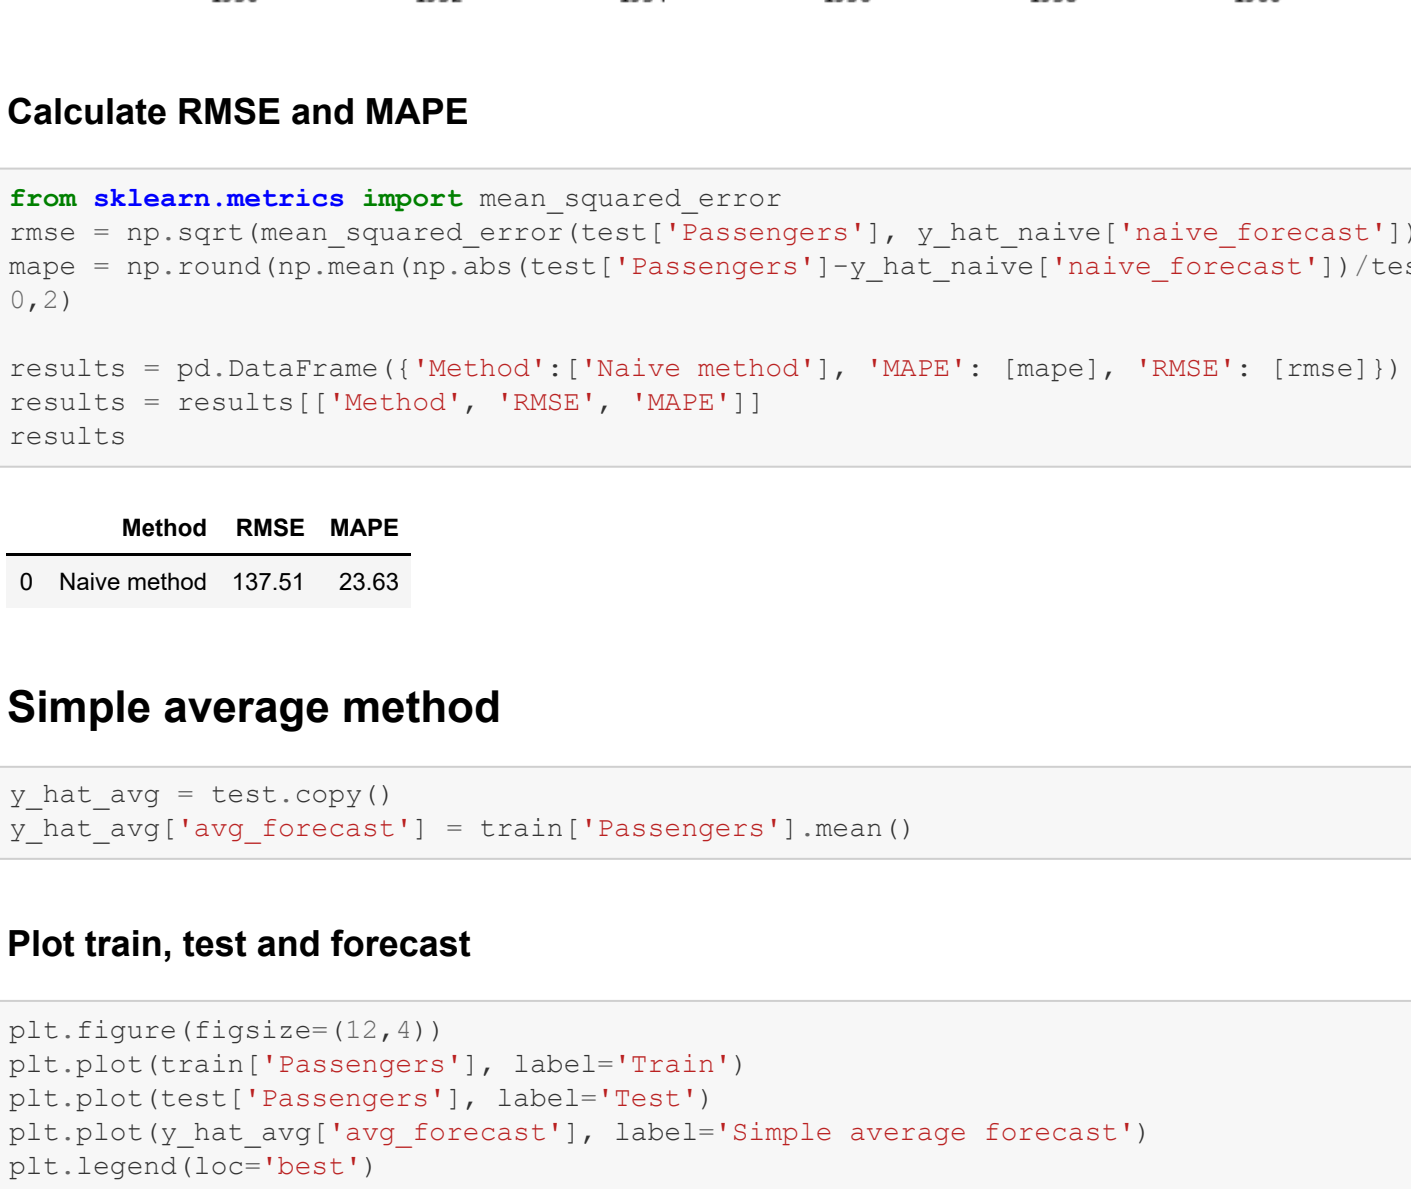 Calculate RMSE and MAPE
from sklearn.metrics import mean_squared_error
rmse = np.sqrt(mean_squared_error(test['Passengers'], y_hat_naive['naive_forecast'])
mape = np.round(np.mean(np.abs(test['Passengers']-y_hat_naive['naive_forecast'])/tes
0,2)
results = pd.DataFrame({'Method':['Naive method'], 'MAPE': [mape], 'RMSE': [rmse]})
results = results[['Method', 'RMSE', 'MAPE']]
results
Method RMSE MAPE
0 Naive method 137.51 23.63
Simple average method
y_hat_avg = test.copy()
y_hat_avg['avg_forecast'] = train['Passengers'].mean()
Plot train, test and forecast
plt.figure(figsize=(12,4))
plt.plot(train['Passengers'], label='Train')
plt.plot(test['Passengers'], label='Test')
plt.plot(y_hat_avg['avg_forecast'], label='Simple average forecast')
plt.legend(loc='best')